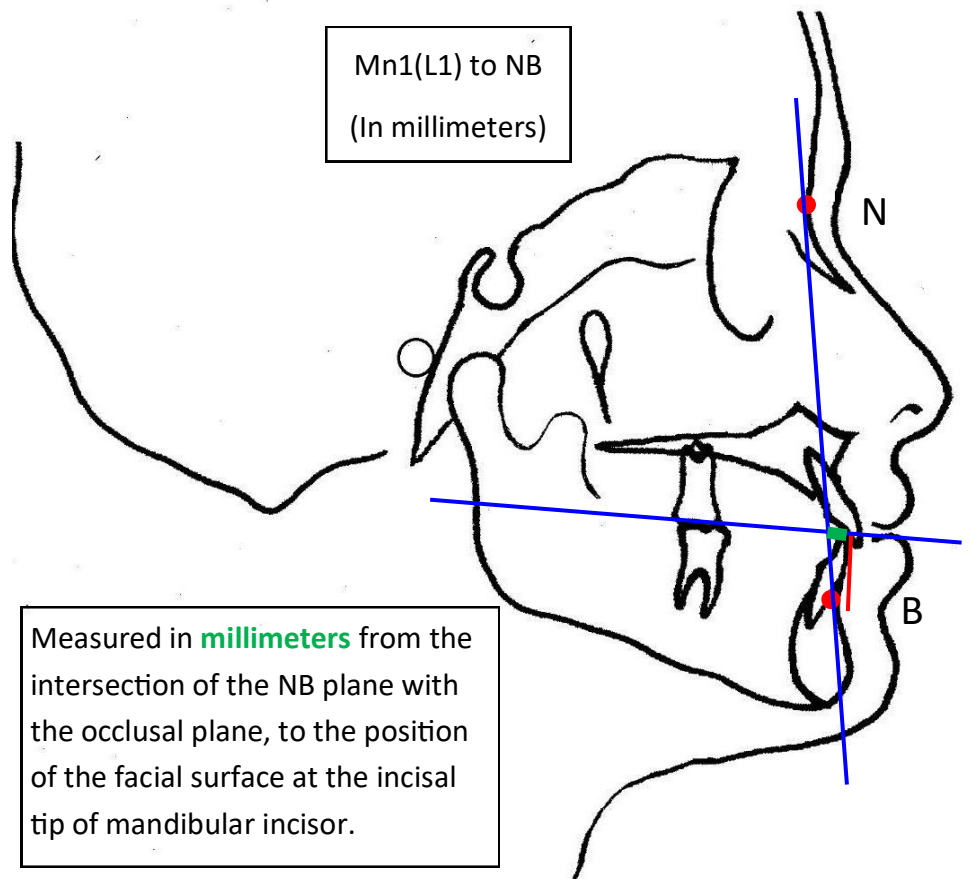 Mn1(L1) to NB
(In millimeters)
N
B
Measured in millimeters from the
intersection of the NB plane with
the occlusal plane, to the position
of the facial surface at the incisal
tip of mandibular incisor.